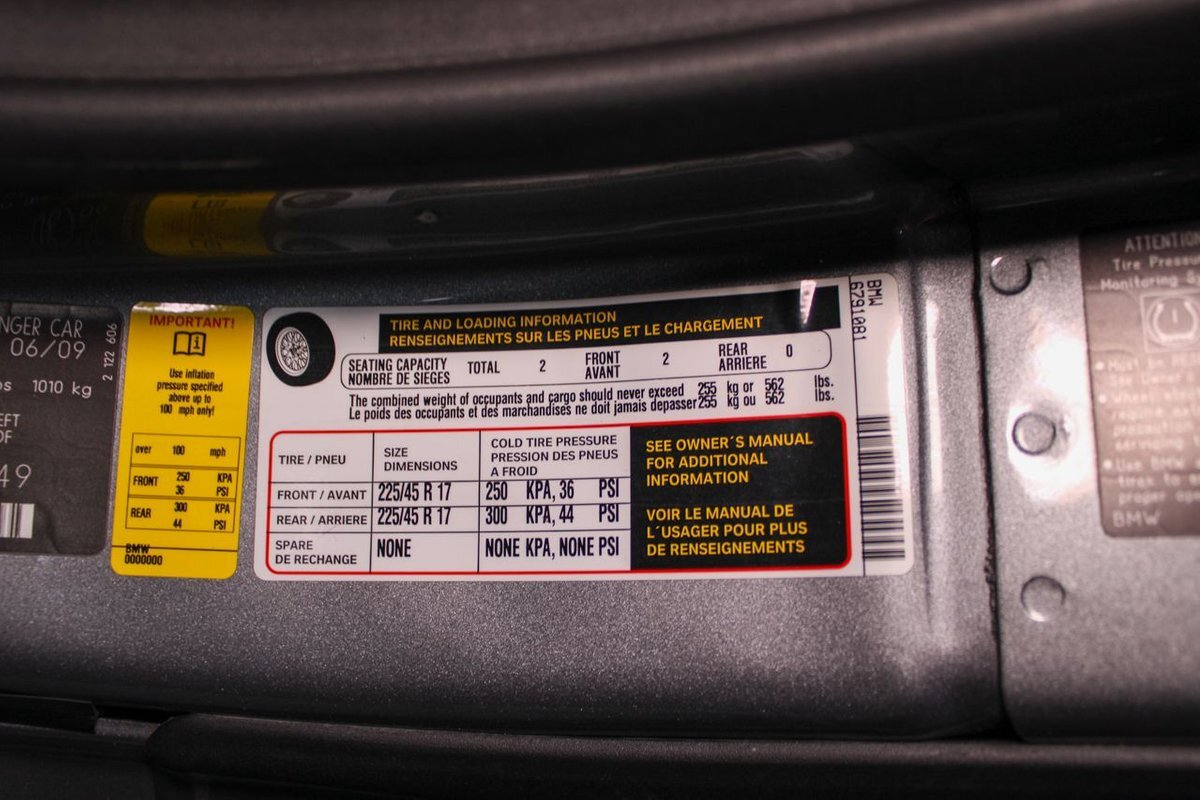 NGER CAR
06/09
1010 kg
2 122 606
49
IMPORTANT!
Use inflation
pressure specified
above up to
100 mph only!
over 100 mph
FRONT 250 KPA
36 PSI
REAR 300 KPA
44 PSI
BMW
0000000
TIRE AND LOADING INFORMATION
RENSEIGNEMENTS SUR LES PNEUS ET LE CHARGEMENT
SEATING CAPACITY
NOMBRE DE SIEGES
TOTAL 2
FRONT
AVANT
2
REAR
ARRIERE
0
The combined weight of occupants and cargo should never exceed 255 kg or 562 lbs.
Le poids des occupants et des marchandises ne doit jamais depasser 255 kg ou 562 lbs.
TIRE / PNEU
SIZE
DIMENSIONS
COLD TIRE PRESSURE
PRESSION DES PNEUS
A FROID
FRONT / AVANT 225/45 R 17 250 KPA, 36 PSI
REAR / ARRIERE 225/45 R 17 300 KPA, 44 PSI
SPARE
DE RECHANGE
NONE NONE KPA, NONE PSI
SEE OWNER´S MANUAL
FOR ADDITIONAL
INFORMATION
VOIR LE MANUAL DE
L´USAGER POUR PLUS
DE RENSEIGNEMENTS
BMW
6791081
ATTENTION
Tire Pressu
Monitoring
BMW